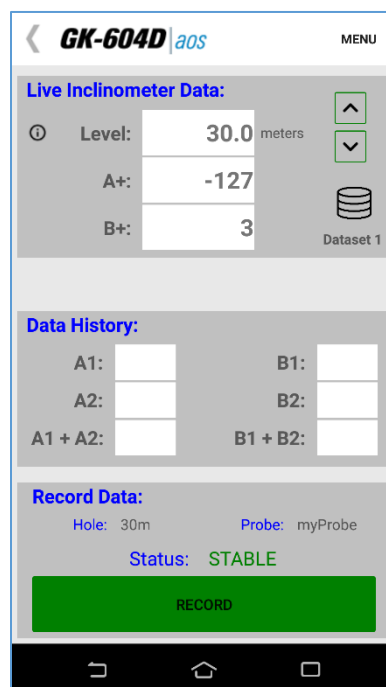 GK-604D aos MENU
Live Inclinometer Data:
Level: 30.0 meters
A+: -127
B+: 3
Dataset 1
Data History:
A1: B1:
A2: B2:
A1 + A2: B1 + B2:
Record Data:
Hole: 30m Probe: myProbe
Status: STABLE
RECORD